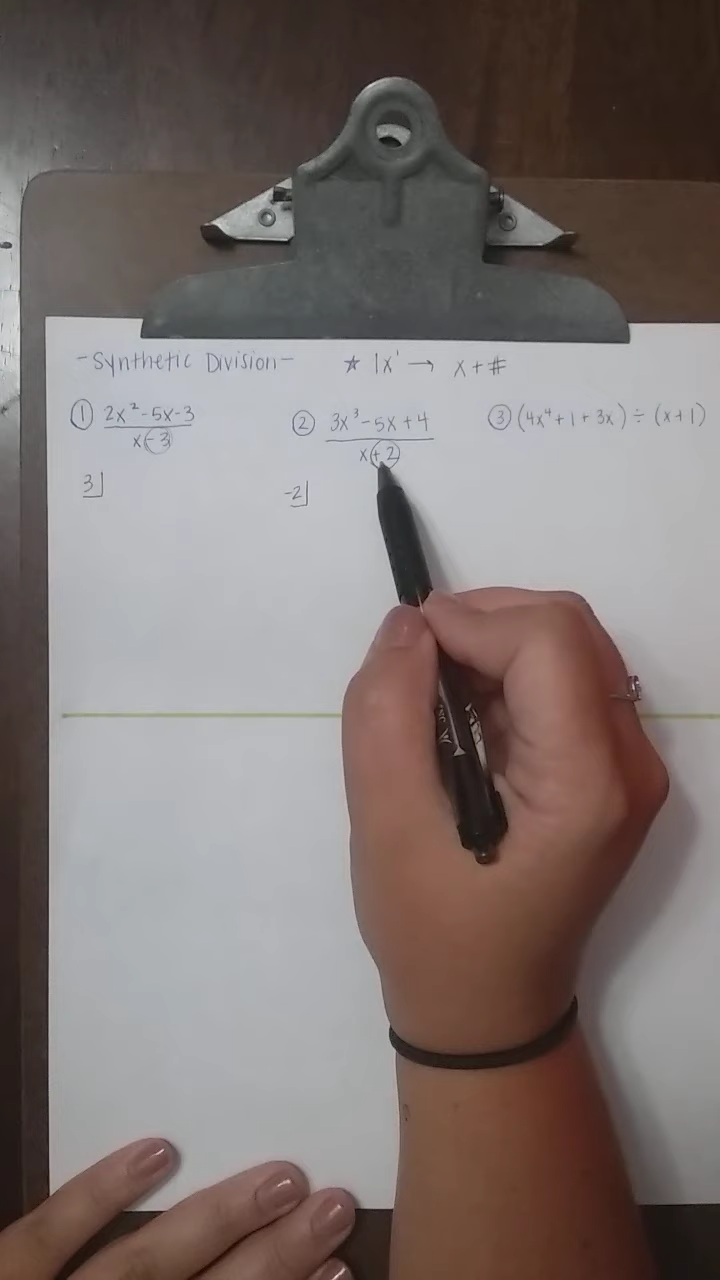 -Synthetic Division- ★ 1x¹ → x + #
① 2x²-5x-3
x-3
3
② 3x³-5x+4
x+2
-2
③ (4x⁴+1+3x) ÷ (x+1)